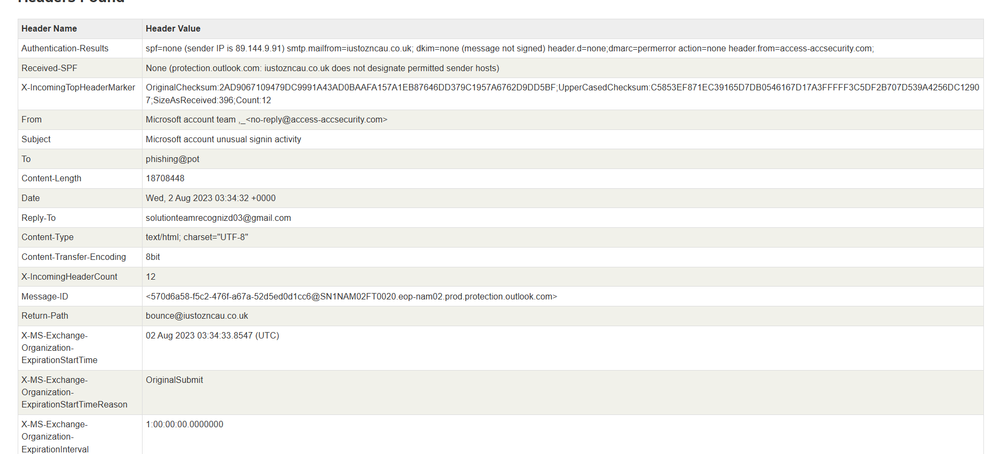 Headers Found
Header Name Header Value
Authentication-Results spf=none (sender IP is 89.144.9.91) smtp.mailfrom=iustozncau.co.uk; dkim=none (message not signed) header.d=none;dmarc=permerror action=none header.from=access-accsecurity.com;
Received-SPF None (protection.outlook.com: iustozncau.co.uk does not designate permitted sender hosts)
X-IncomingTopHeaderMarker OriginalChecksum:2AD9067109479DC9991A43AD0BAAFA157A1EB87646DD379C1957A6762D9DD5BF;UpperCasedChecksum:C5853EF871EC39165D7DB0546167D17A3FFFFF3C5DF2B707D539A4256DC1290
7;SizeAsReceived:396;Count:12
From Microsoft account team ,_<no-reply@access-accsecurity.com>
Subject Microsoft account unusual signin activity
To phishing@pot
Content-Length 18708448
Date Wed, 2 Aug 2023 03:34:32 +0000
Reply-To solutionteamrecognizd03@gmail.com
Content-Type text/html; charset="UTF-8"
Content-Transfer-Encoding 8bit
X-IncomingHeaderCount 12
Message-ID <570d6a58-f5c2-476f-a67a-52d5ed0d1cc6@SN1NAM02FT0020.eop-nam02.prod.protection.outlook.com>
Return-Path bounce@iustozncau.co.uk
X-MS-Exchange- 02 Aug 2023 03:34:33.8547 (UTC)
Organization-
ExpirationStartTime
X-MS-Exchange- OriginalSubmit
Organization-
ExpirationStartTimeReason
X-MS-Exchange- 1:00:00:00.0000000
Organization-
ExpirationInterval